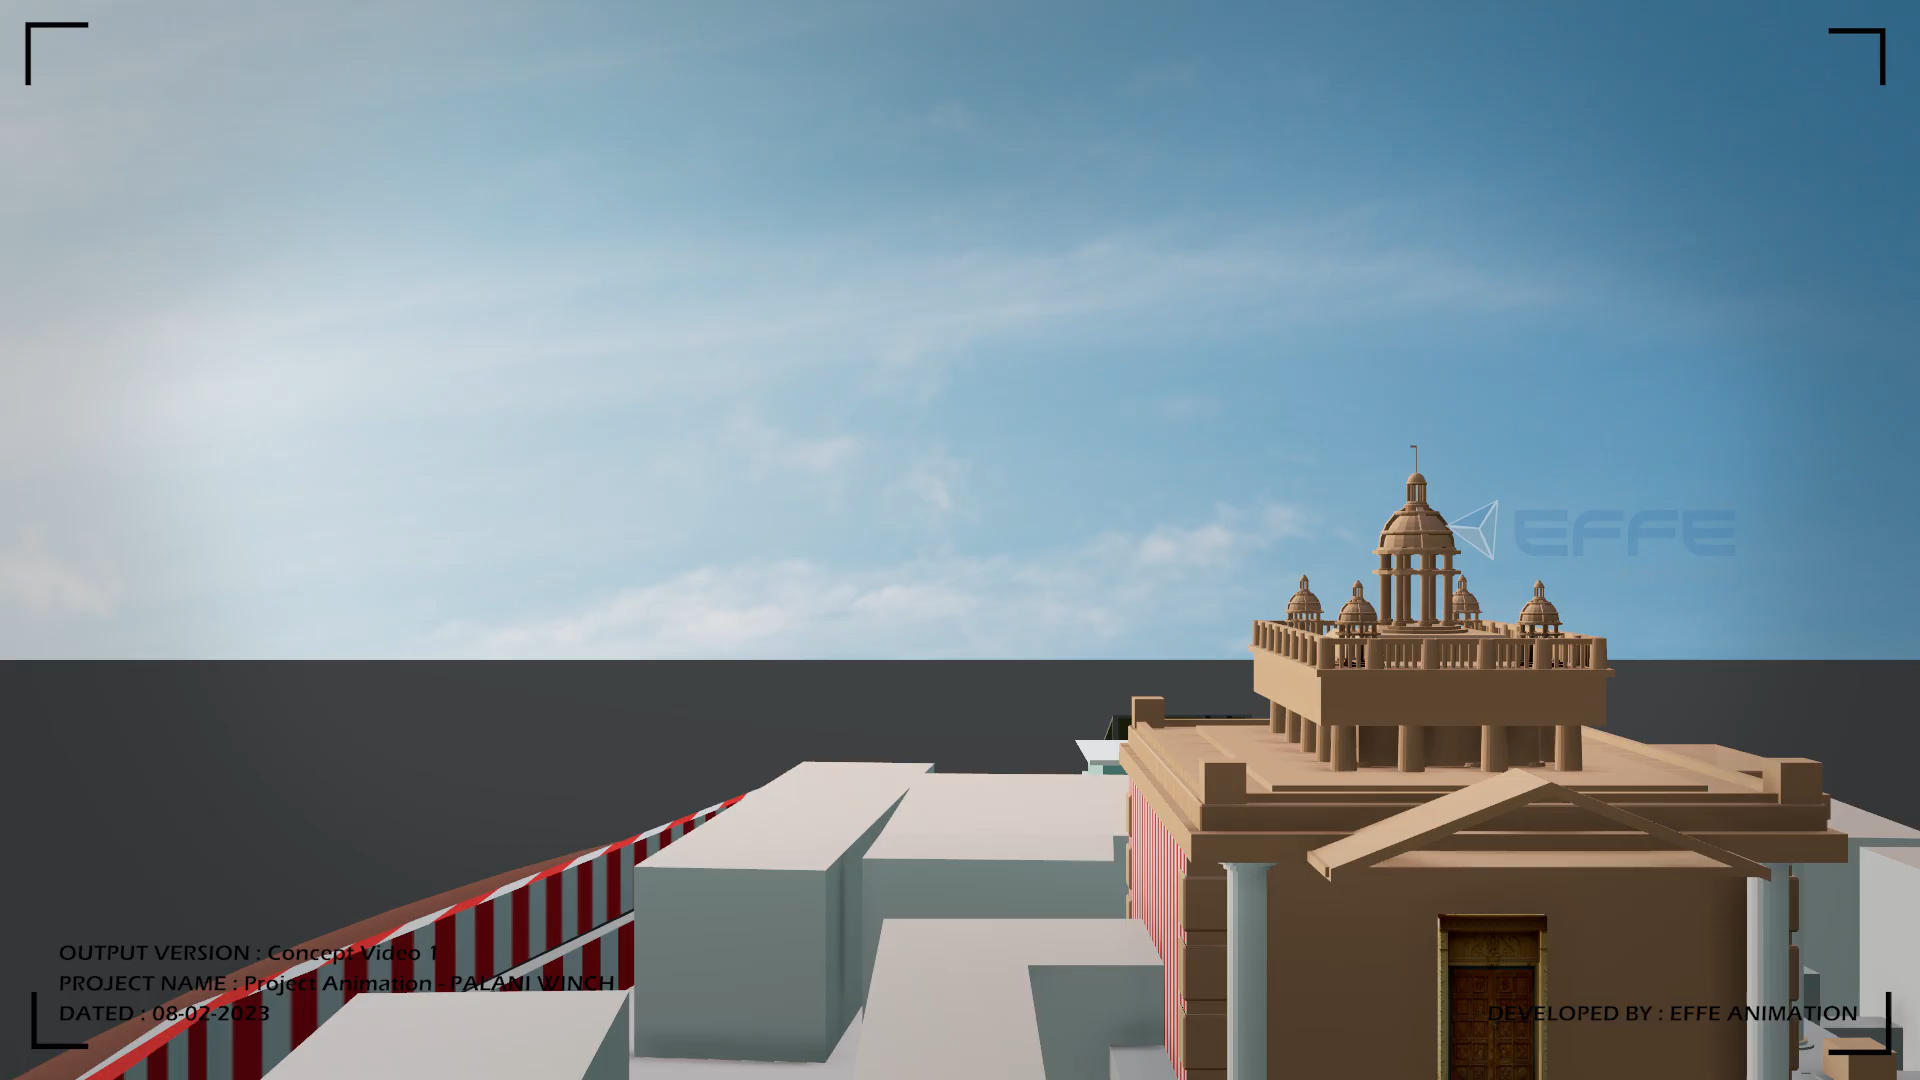 EFFE
OUTPUT VERSION : Concept Video 1
PROJECT NAME : Project Animation - PALANI WINCH
DATED : 08-02-2023
DEVELOPED BY : EFFE ANIMATION